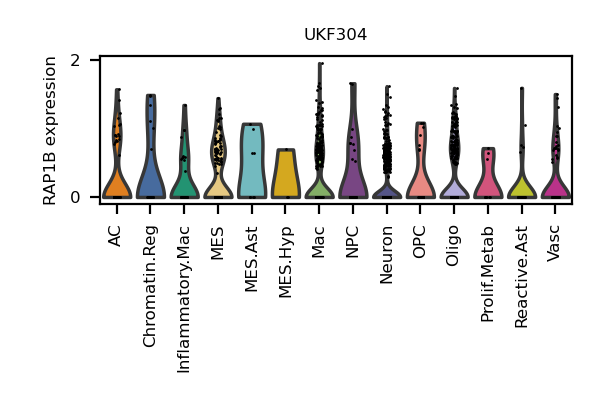 UKF304
RAP1B expression
2
0
AC
Chromatin.Reg
Inflammatory.Mac
MES
MES.Ast
MES.Hyp
Mac
NPC
Neuron
OPC
Oligo
Prolif.Metab
Reactive.Ast
Vasc